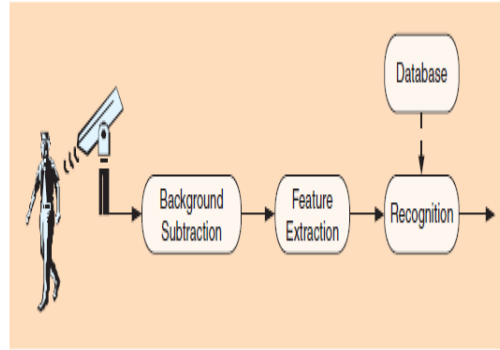 Database
Background
Subtraction
Feature
Extraction
Recognition